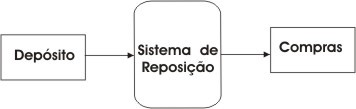 Depósito
Sistema de
Reposição
Compras